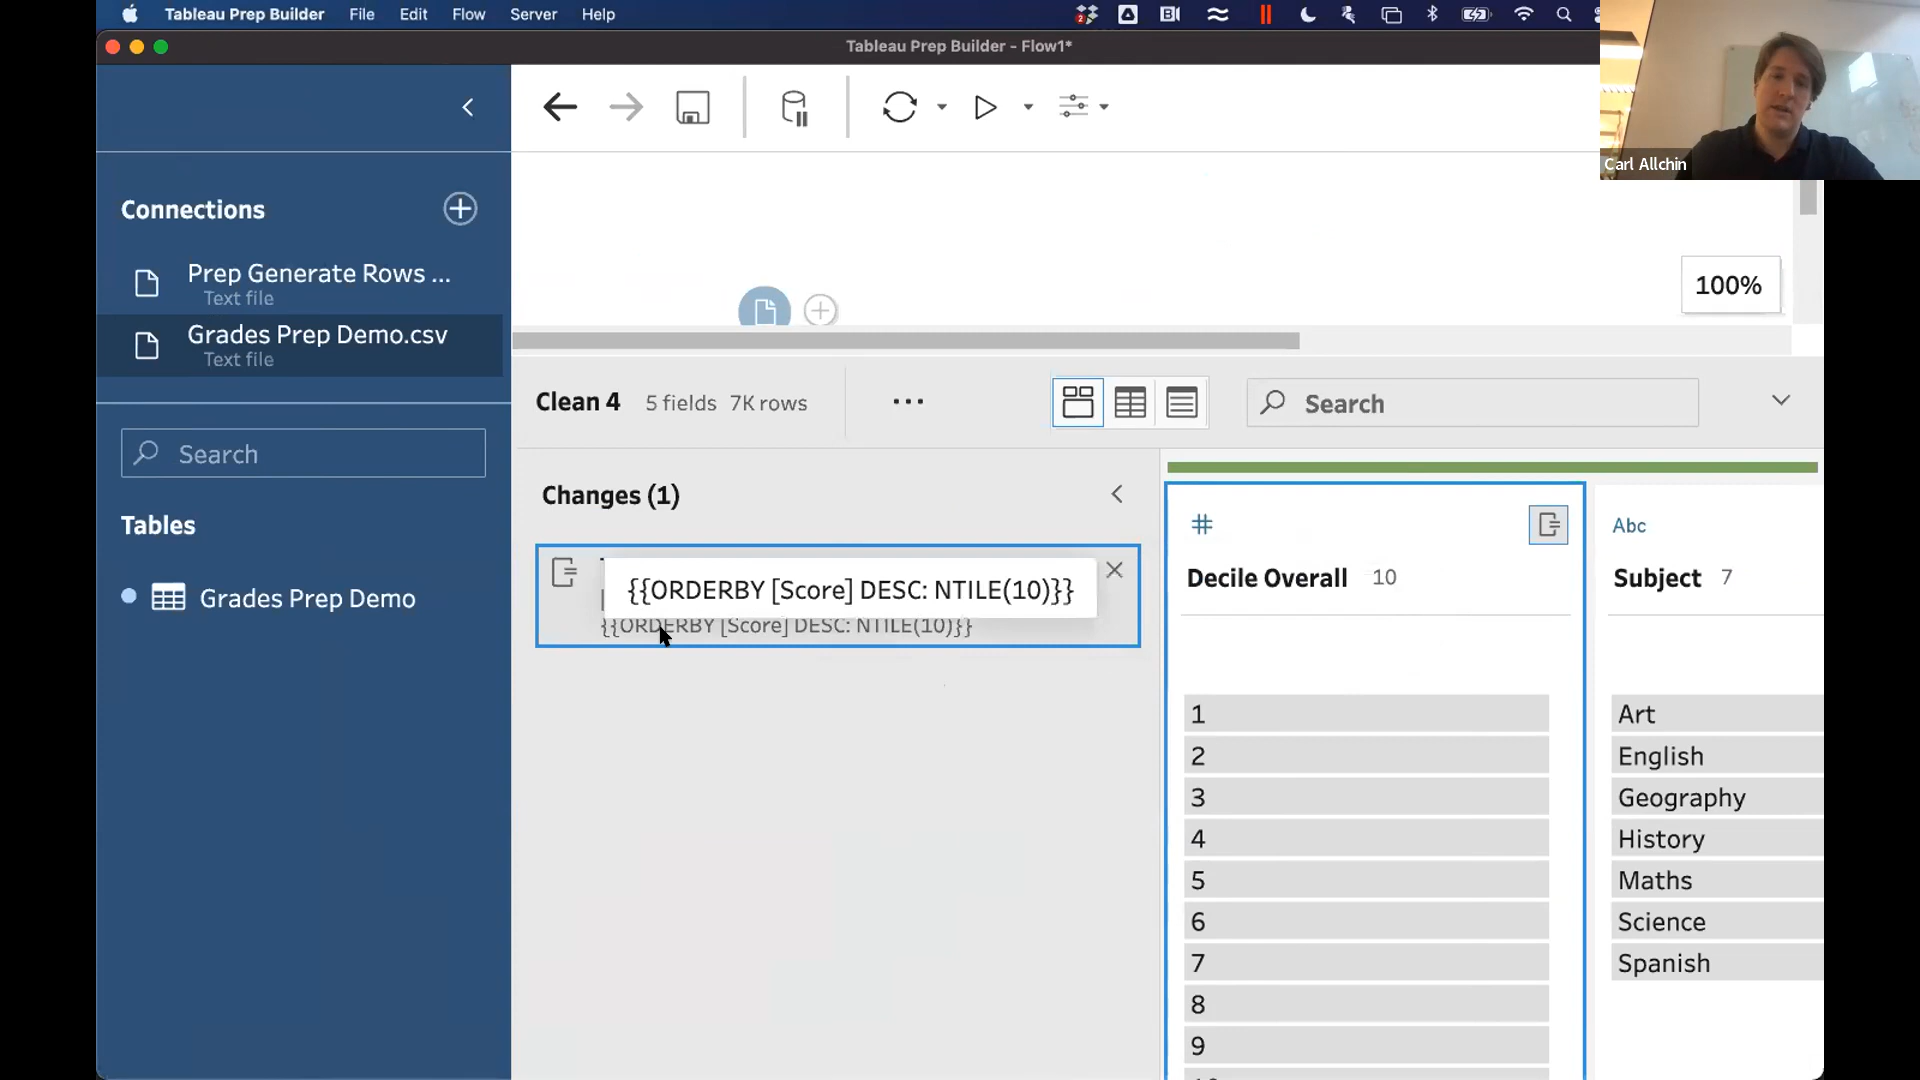 Tableau Prep Builder File Edit Flow Server Help
Tableau Prep Builder - Flow1*
Carl Allchin
Connections
Prep Generate Rows ...
Text file
Grades Prep Demo.csv
Text file
100%
Clean 4 5 fields 7K rows
Search
Search
Changes (1)
Tables
Grades Prep Demo
{{ORDERBY [Score] DESC: NTILE(10)}}
{{ORDERBY [Score] DESC: NTILE(10)}}
Decile Overall 10
1
2
3
4
5
6
7
8
9
Abc
Subject 7
Art
English
Geography
History
Maths
Science
Spanish